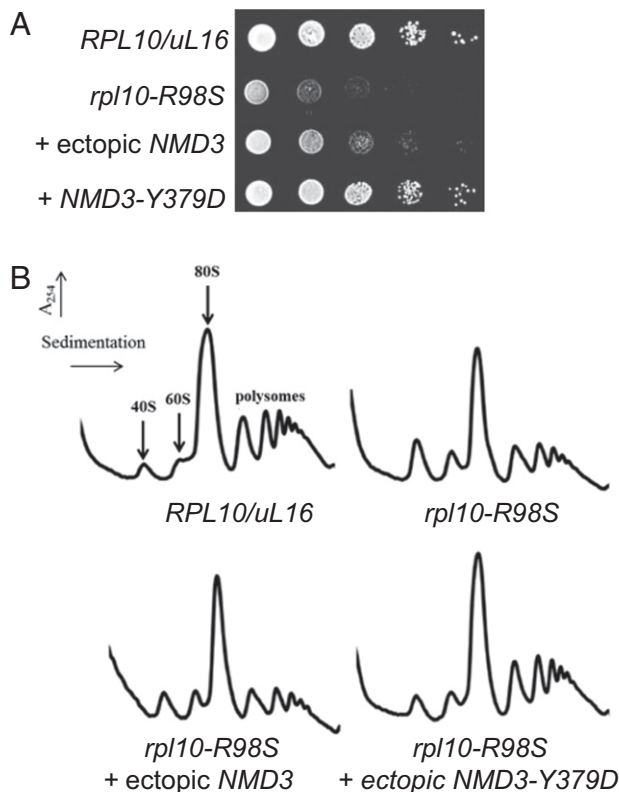 A
RPL10/uL16
rpl10-R98S
+ ectopic NMD3
+ NMD3-Y379D
B
A254
Sedimentation
40S
60S
80S
polysomes
RPL10/uL16
rpl10-R98S
rpl10-R98S
+ ectopic NMD3
rpl10-R98S
+ ectopic NMD3-Y379D